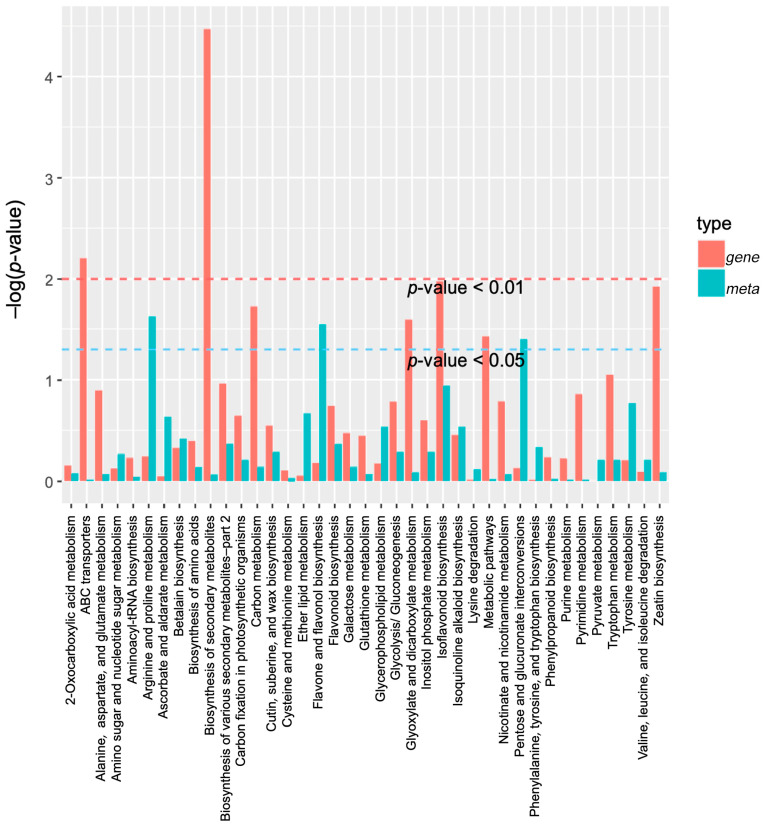 4
3
2
1
0
–log(p-value)
p-value < 0.01
p-value < 0.05
type
gene
meta
2-Oxocarboxylic acid metabolism
ABC transporters
Alanine, aspartate, and glutamate metabolism
Amino sugar and nucleotide sugar metabolism
Aminoacyl-tRNA biosynthesis
Arginine and proline metabolism
Ascorbate and aldarate metabolism
Betalain biosynthesis
Biosynthesis of amino acids
Biosynthesis of secondary metabolites
Biosynthesis of various secondary metabolites–part 2
Carbon fixation in photosynthetic organisms
Carbon metabolism
Cutin, suberine, and wax biosynthesis
Cysteine and methionine metabolism
Ether lipid metabolism
Flavone and flavonol biosynthesis
Flavonoid biosynthesis
Galactose metabolism
Glutathione metabolism
Glycerophospholipid metabolism
Glycolysis/ Gluconeogenesis
Glyoxylate and dicarboxylate metabolism
Inositol phosphate metabolism
Isoflavonoid biosynthesis
Isoquinoline alkaloid biosynthesis
Lysine degradation
Metabolic pathways
Nicotinate and nicotinamide metabolism
Pentose and glucuronate interconversions
Phenylalanine, tyrosine, and tryptophan biosynthesis
Phenylpropanoid biosynthesis
Purine metabolism
Pyrimidine metabolism
Pyruvate metabolism
Tryptophan metabolism
Tyrosine metabolism
Valine, leucine, and isoleucine degradation
Zeatin biosynthesis